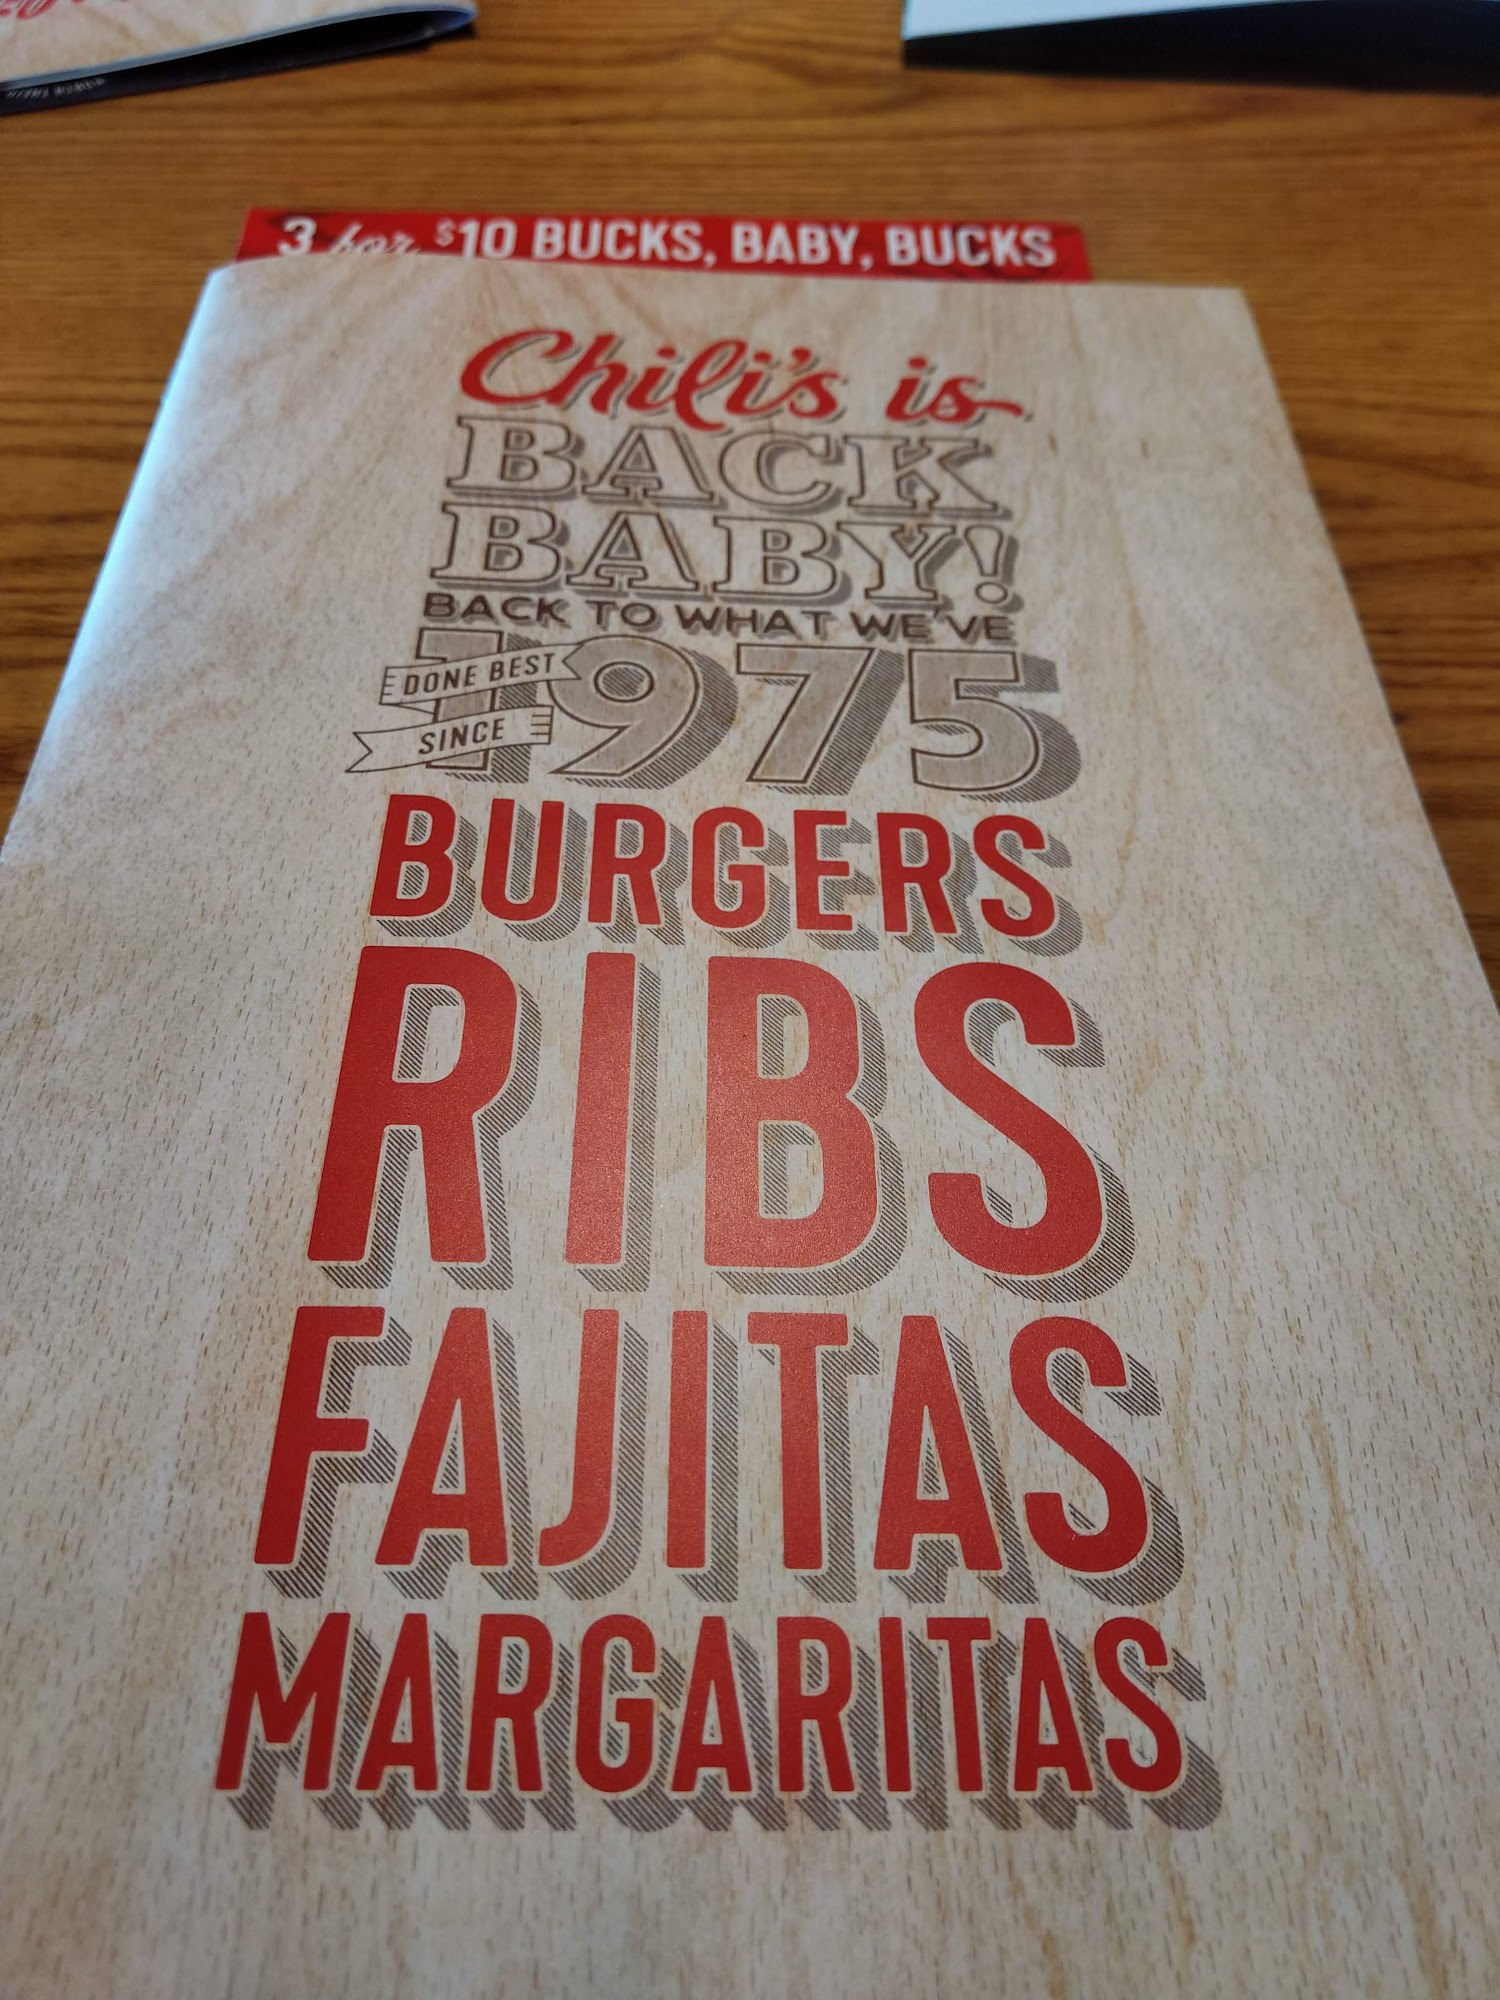 3 for $10 BUCKS, BABY, BUCKS
Chili's is
BACK
BABY!
BACK TO WHAT WE'VE
DONE BEST
SINCE
1975
BURGERS
RIBS
FAJITAS
MARGARITAS